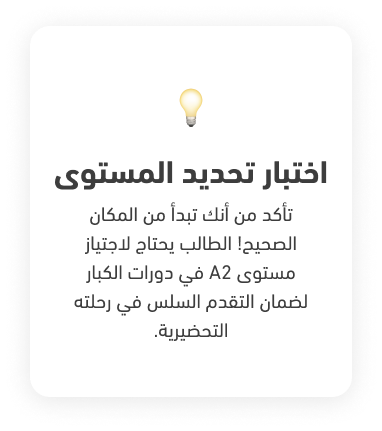 اختبار تحديد المستوى
تأكد من أنك تبدأ من المكان
الصحيح! الطالب يحتاج لاجتياز
مستوى A2 في دورات الكبار
لضمان التقدم السلس في رحلته
التحضيرية.